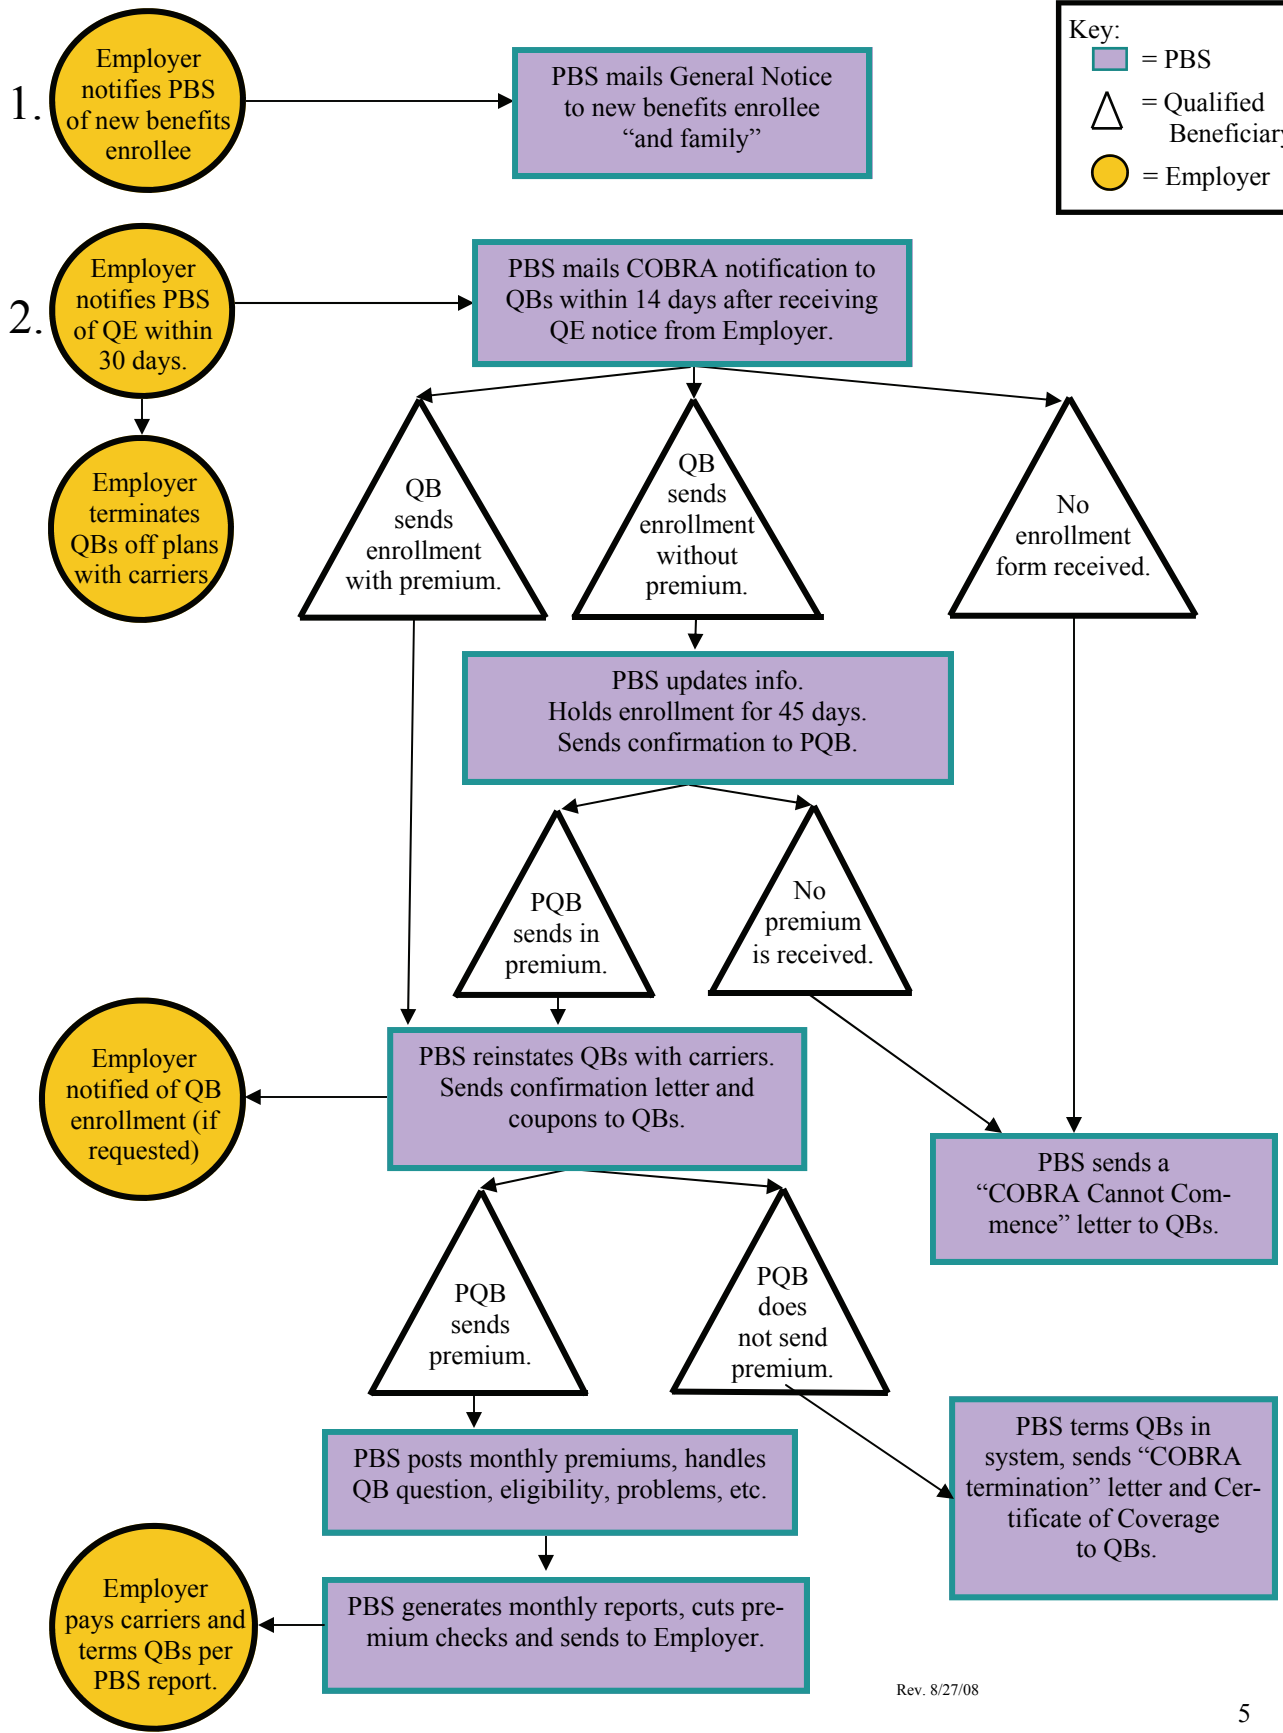 Key:
= PBS
= Qualified
Beneficiary
= Employer
1.
Employer
notifies PBS
of new benefits
enrollee
PBS mails General Notice
to new benefits enrollee
“and family”
2.
Employer
notifies PBS
of QE within
30 days.
PBS mails COBRA notification to
QBs within 14 days after receiving
QE notice from Employer.
Employer
terminates
QBs off plans
with carriers
QB
sends
enrollment
with premium.
QB
sends
enrollment
without
premium.
No
enrollment
form received.
PBS updates info.
Holds enrollment for 45 days.
Sends confirmation to PQB.
PQB
sends in
premium.
No
premium
is received.
Employer
notified of QB
enrollment (if
requested)
PBS reinstates QBs with carriers.
Sends confirmation letter and
coupons to QBs.
PBS sends a
“COBRA Cannot Com-
mence” letter to QBs.
PQB
sends
premium.
PQB
does
not send
premium.
PBS posts monthly premiums, handles
QB question, eligibility, problems, etc.
PBS terms QBs in
system, sends “COBRA
termination” letter and Cer-
tificate of Coverage
to QBs.
Employer
pays carriers and
terms QBs per
PBS report.
PBS generates monthly reports, cuts pre-
mium checks and sends to Employer.
Rev. 8/27/08
5